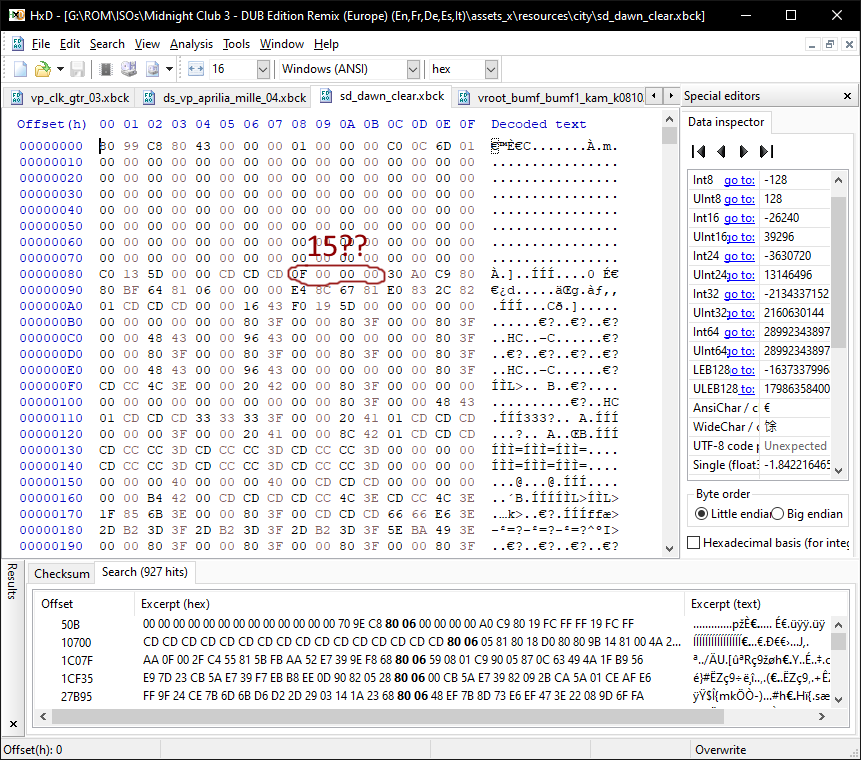 HxD - [G:\ROM\ISOs\Midnight Club 3 - DUB Edition Remix (Europe) (En,Fr,De,Es,It)\assets_x\resources\city\sd_dawn_clear.xbck]
File Edit Search View Analysis Tools Window Help
16 Windows (ANSI) hex
vp_clk_gtr_03.xbck ds_vp_aprilia_mille_04.xbck sd_dawn_clear.xbck vroot_bumf_bumf1_kam_k0810.
Special editors
Data inspector
Offset(h) 00 01 02 03 04 05 06 07 08 09 0A 0B 0C 0D 0E 0F Decoded text
00000000 80 99 C8 80 43 00 00 00 01 00 00 00 C0 0C 6D 01 €™È€C.......À.m.
00000010 00 00 00 00 00 00 00 00 00 00 00 00 00 00 00 00 ................
00000020 00 00 00 00 00 00 00 00 00 00 00 00 00 00 00 00 ................
00000030 00 00 00 00 00 00 00 00 00 00 00 00 00 00 00 00 ................
00000040 00 00 00 00 00 00 00 00 00 00 00 00 00 00 00 00 ................
00000050 00 00 00 00 00 00 00 00 00 00 00 00 00 00 00 00 ................
00000060 00 00 00 00 00 00 00 00 00 00 00 00 00 00 00 00 ................
15??
00000070 00 00 00 00 00 00 00 00 00 00 00 00 00 00 00 00 ................
00000080 C0 13 5D 00 00 CD CD CD 0F 00 00 00 30 A0 C9 80 À.]..ÍÍÍ....0 É€
00000090 80 BF 64 81 06 00 00 00 E4 8C 67 81 E0 83 2C 82 €¿d.....äŒg.àƒ,‚
000000A0 01 CD CD CD 00 00 16 43 F0 19 5D 00 00 00 00 00 .ÍÍÍ...Cð.].....
000000B0 00 00 00 00 00 00 80 3F 00 00 80 3F 00 00 80 3F ......€?..€?..€?
000000C0 00 00 48 43 00 00 96 43 00 00 00 00 00 00 80 3F ..HC..–C......€?
000000D0 00 00 80 3F 00 00 80 3F 00 00 80 3F 00 00 80 3F ..€?..€?..€?..€?
000000E0 00 00 48 43 00 00 96 43 00 00 00 00 00 00 80 3F ..HC..–C......€?
000000F0 CD CC 4C 3E 00 00 20 42 00 00 80 3F 00 00 80 3F ÍÌL>.. B..€?..€?
00000100 00 00 00 00 00 00 00 00 00 00 80 3F 00 00 48 43 ..........€?..HC
00000110 01 CD CD CD 33 33 33 3F 00 00 20 41 01 CD CD CD .ÍÍÍ333?.. A.ÍÍÍ
00000120 00 00 00 3F 00 00 20 41 00 00 8C 42 01 CD CD CD ...?.. A..ŒB.ÍÍÍ
00000130 CD CC CC 3D CD CC CC 3D CD CC CC 3D 00 00 00 00 ÍÌÌ=ÍÌÌ=ÍÌÌ=....
00000140 CD CC CC 3D CD CC CC 3D CD CC CC 3D 00 00 00 00 ÍÌÌ=ÍÌÌ=ÍÌÌ=....
00000150 00 00 00 40 00 00 00 40 00 00 00 00 01 CD CD CD ...@...@.....ÍÍÍ
00000160 00 00 B4 42 00 CD CD CD CD CC 4C 3E CD CC 4C 3E ..´B.ÍÍÍÍÌL>ÍÌL>
00000170 1F 85 6B 3E 00 00 80 3F 00 CD CD CD 66 66 E6 3E .…k>..€?.ÍÍÍffæ>
00000180 2D B2 3D 3F 2D B2 3D 3F 2D B2 3D 3F 5E BA 49 3E -²=?-²=?-²=?^ºI>
00000190 00 00 80 3F 00 00 80 3F 00 00 80 3F 00 00 80 3F ..€?..€?..€?..€?
Int8 go to: -128
UInt8 go to: 128
Int16 go to: -26240
UInt16 go to: 39296
Int24 go to: -3630720
UInt24 go to: 13146496
Int32 go to: -2134337152
UInt32 go to: 2160630144
Int64 go to: 28992343897
UInt64 go to: 28992343897
LEB128 go to: -1637337996
ULEB128 to: 17986358400
AnsiChar / c €
WideChar / c
UTF-8 code p Unexpected
Single (float3 -1.842216465
Byte order
Little endian Big endian
Hexadecimal basis (for integ
Results
Checksum Search (927 hits)
Offset Excerpt (hex) Excerpt (text)
50B 00 00 00 00 00 00 00 00 00 00 00 00 00 70 9E C8 80 06 00 00 00 00 A0 C9 80 19 FC FF FF 19 FC FF
10700 CD CD CD CD CD CD CD CD CD CD CD CD CD CD CD CD 80 06 05 81 80 18 D0 80 80 9B 14 81 00 4A 2...
1C07F AA 0F 00 2F C4 55 81 5B FB AA 52 E7 39 9E F8 68 80 06 59 08 01 C9 90 05 87 0C 63 49 4A 1F B9 56
1CF35 E9 7D 23 CB 5A E7 39 F7 EB B8 EE 0D 90 82 05 28 80 06 00 CB 5A E7 39 82 09 2B CA 5A 01 CE AF E6
27B95 FF 9F 24 CE 7B 6D 6B D6 D2 2D 29 03 14 1A 23 68 80 06 48 EF 7B 8D 73 E6 EF 47 3E 22 08 9D 6F FA
Offset(h): 0 Overwrite